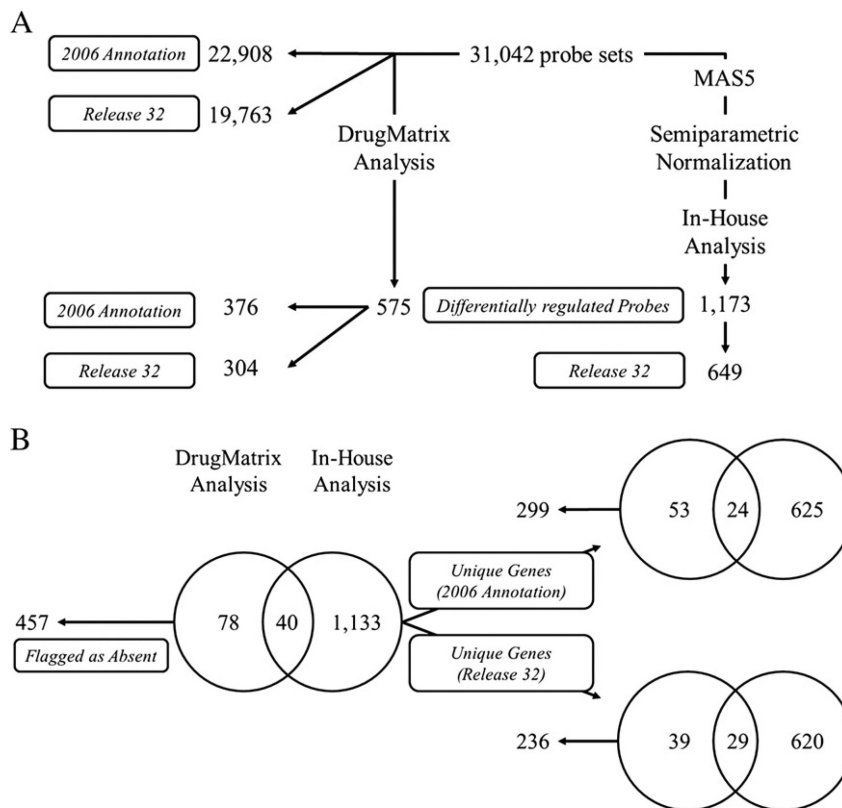 A
2006 Annotation 22,908
31,042 probe sets
MAS5
Release 32 19,763
DrugMatrix
Analysis
Semiparametric
Normalization
In-House
Analysis
2006 Annotation 376
575
Differentially regulated Probes
1,173
Release 32 304
Release 32 649
B
DrugMatrix
Analysis
In-House
Analysis
299
53 24 625
Unique Genes
(2006 Annotation)
457
Flagged as Absent
78 40 1,133
Unique Genes
(Release 32)
236
39 29 620